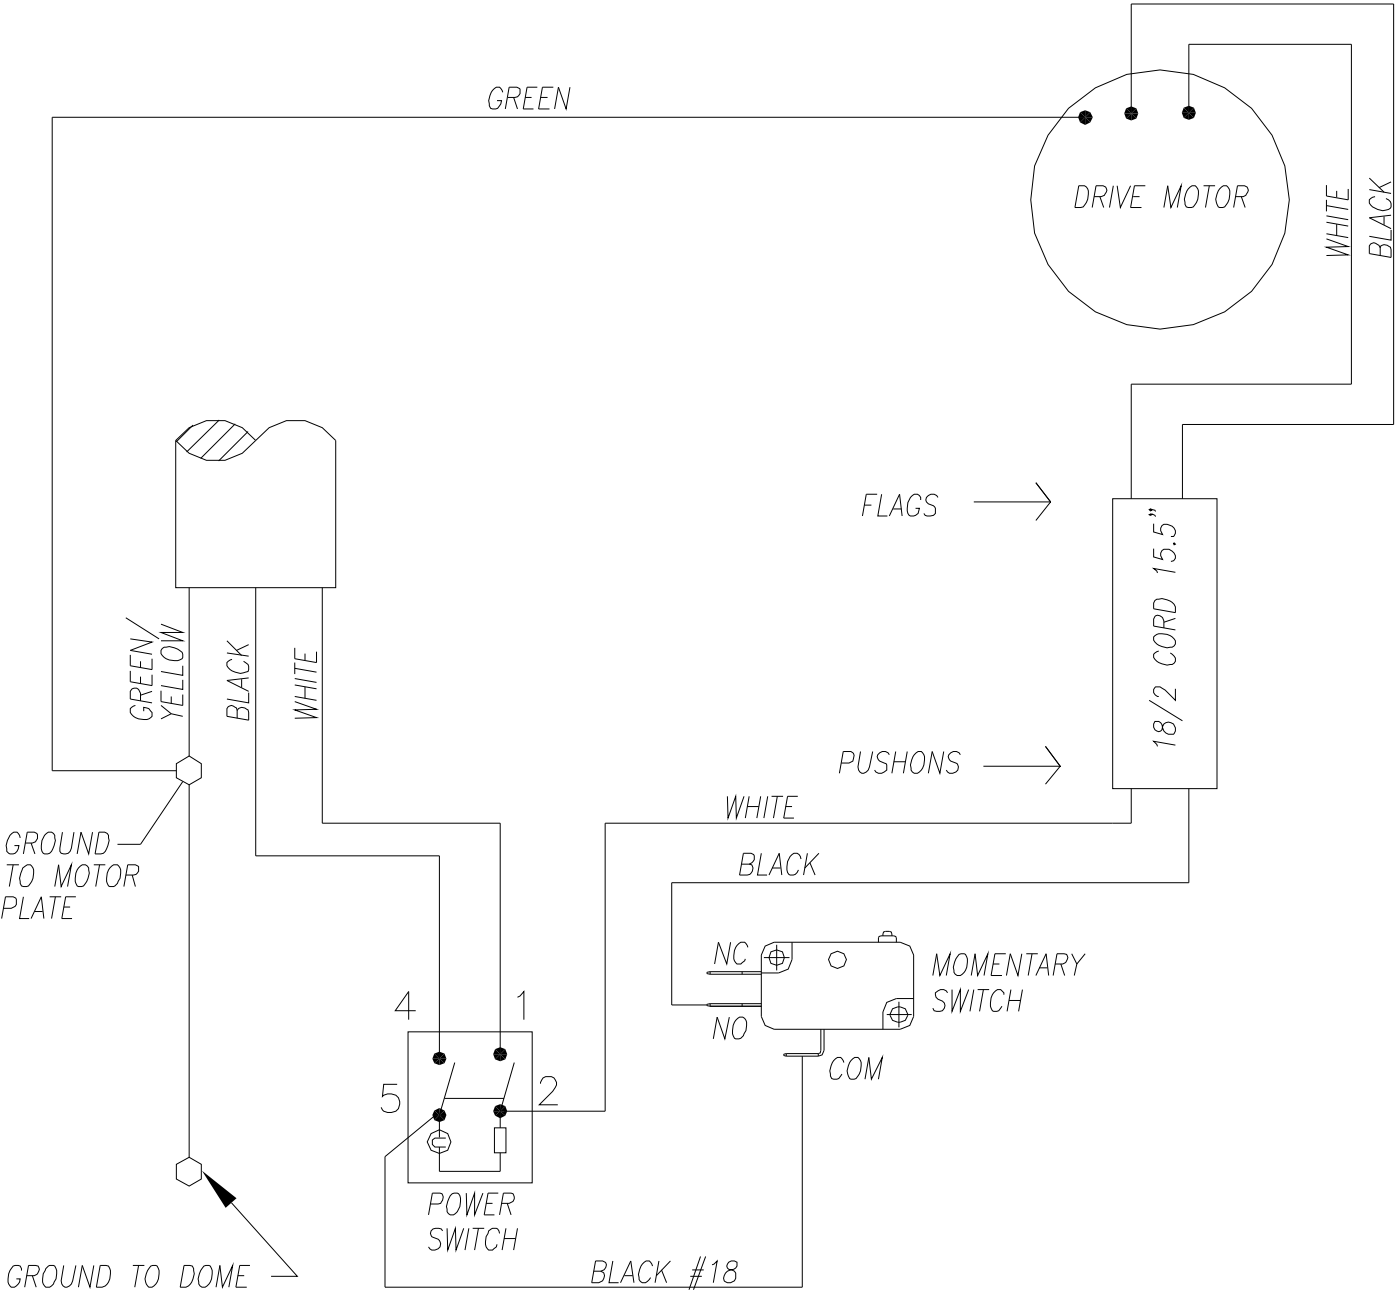 GREEN
DRIVE MOTOR
WHITE
BLACK
FLAGS
18/2 CORD 15.5"
GREEN/
YELLOW
BLACK
WHITE
PUSHONS
WHITE
GROUND
TO MOTOR
PLATE
BLACK
NC
MOMENTARY
SWITCH
NO
4
1
COM
5
2
POWER
SWITCH
BLACK #18
GROUND TO DOME